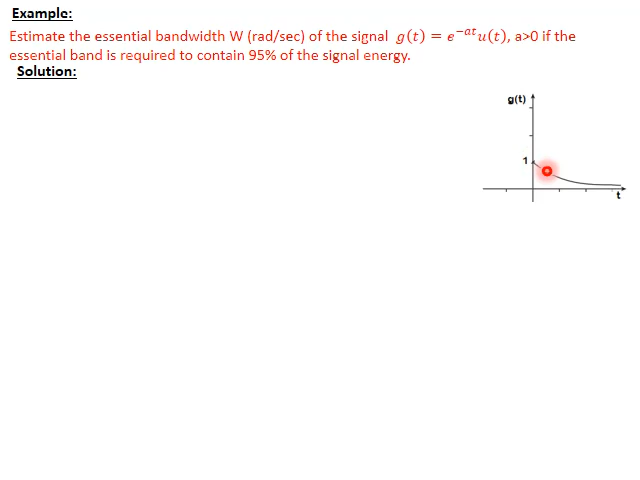 Example:
Estimate the essential bandwidth W (rad/sec) of the signal g(t) = e^{-at}u(t), a>0 if the
essential band is required to contain 95% of the signal energy.
Solution:
g(t)
1
t